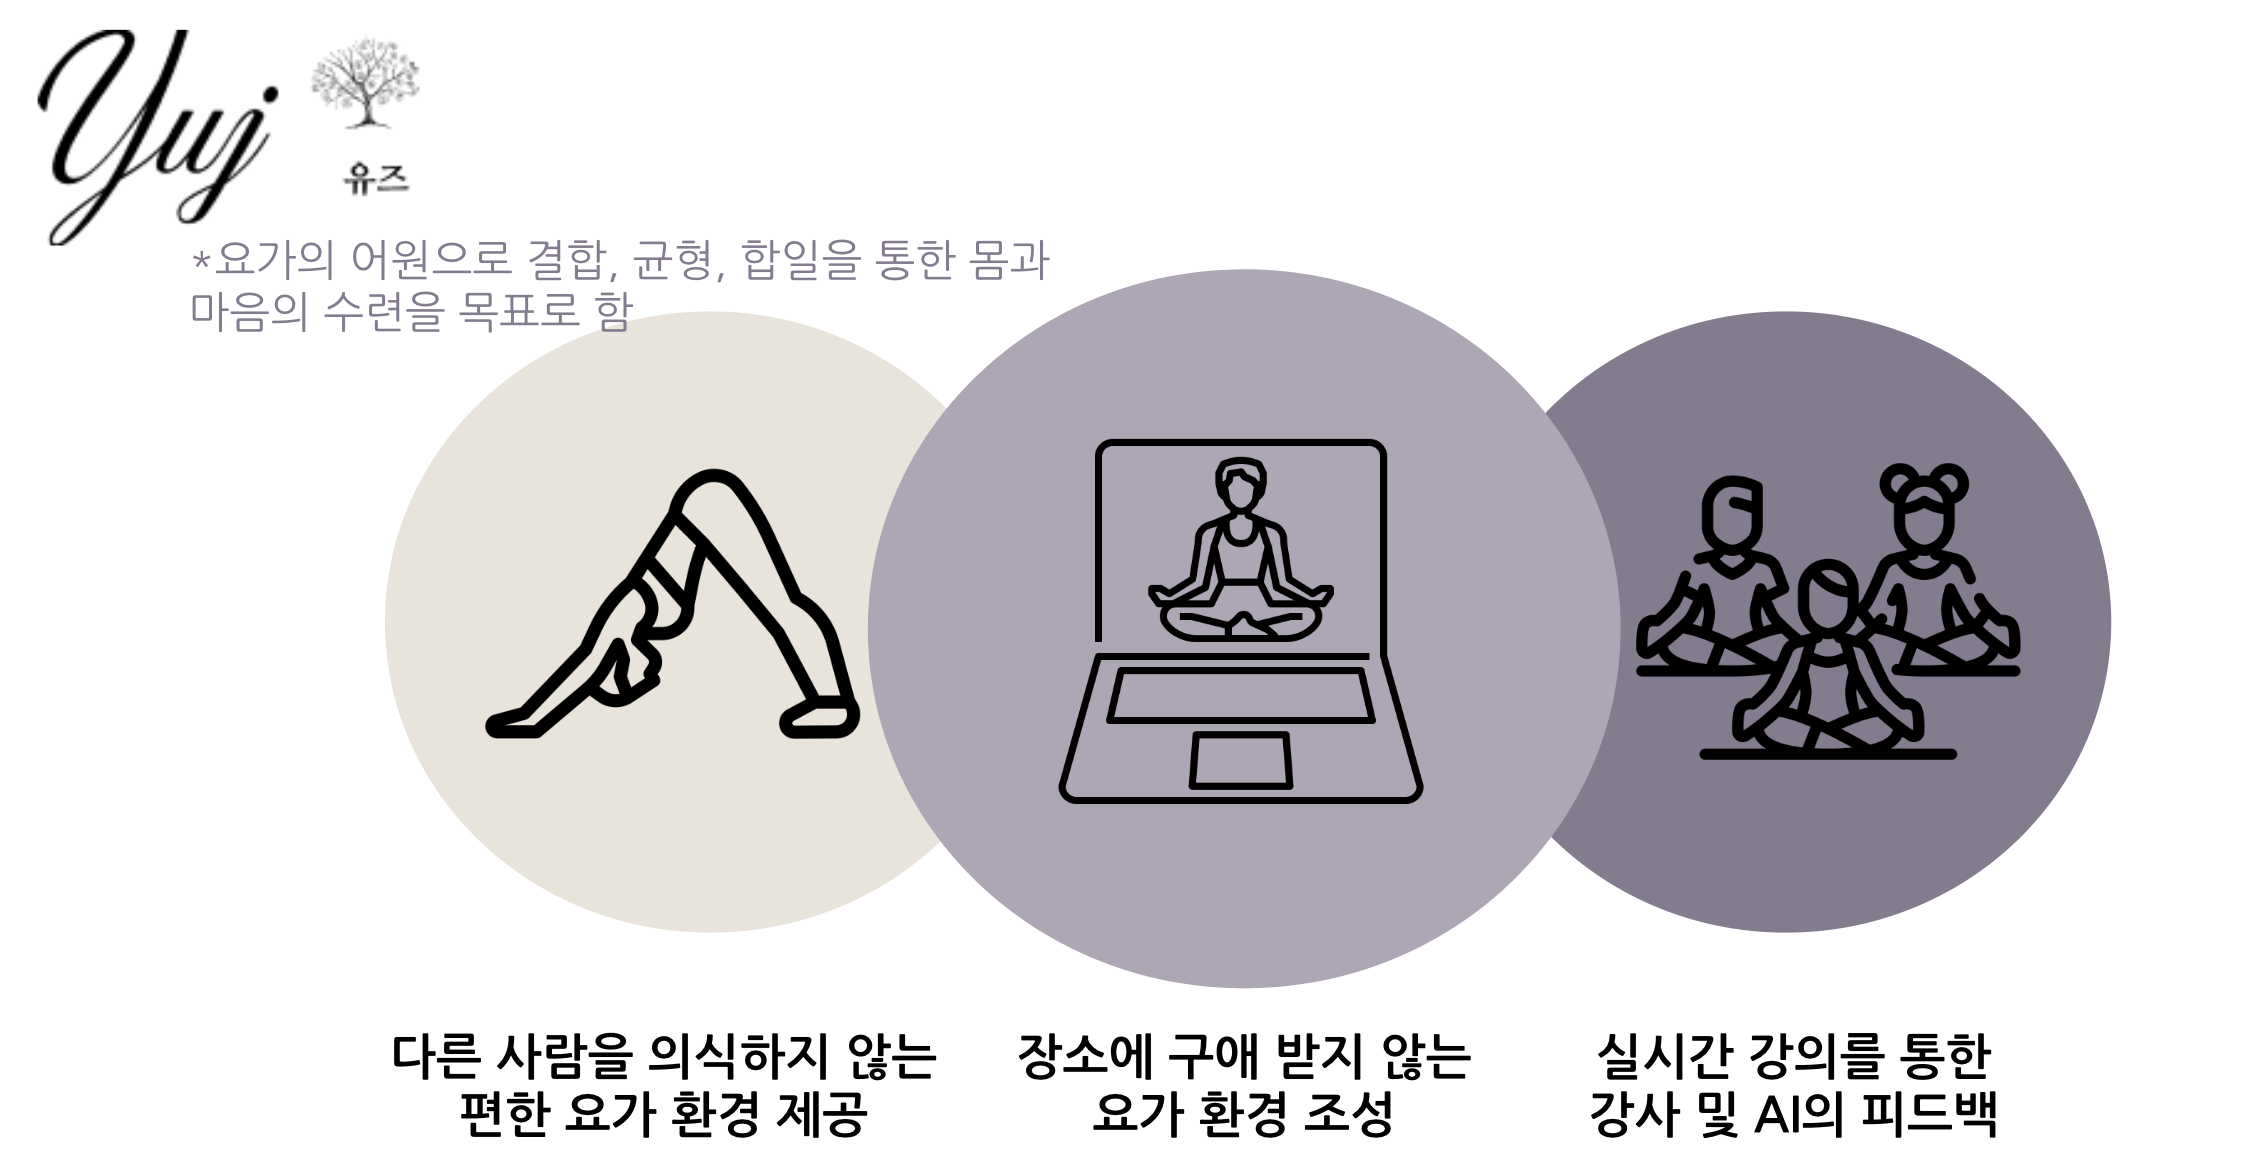 Yuj
유즈
*요가의 어원으로 결합, 균형, 합일을 통한 몸과
마음의 수련을 목표로 함
다른 사람을 의식하지 않는
편한 요가 환경 제공
장소에 구애 받지 않는
요가 환경 조성
실시간 강의를 통한
강사 및 AI의 피드백